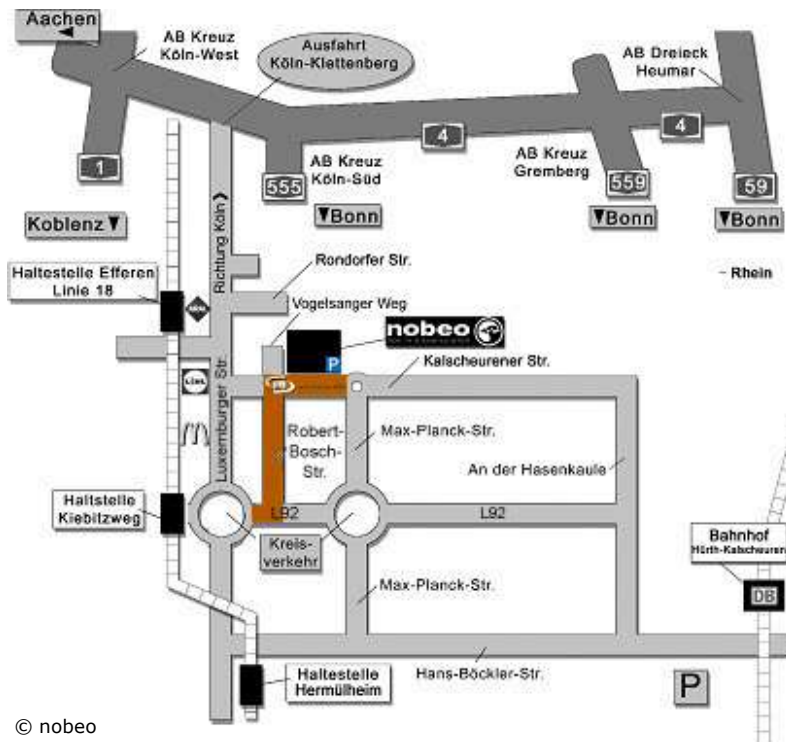 Aachen
AB Kreuz
Köln-West
Ausfahrt
Köln-Klettenberg
AB Dreieck
Heumar
4
4
1
AB Kreuz
Köln-Süd
AB Kreuz
Gremberg
555
559
59
Koblenz
Bonn
Bonn
Bonn
Richtung Köln
Haltestelle Efferen
Linie 18
Rondorfer Str.
- Rhein
Vogelsanger Weg
nobeo
P
Kalscheurener Str.
Luxemburger Str.
Robert-
Bosch-
Str.
Max-Planck-Str.
An der Hasenkaule
Haltstelle
Kiebitzweg
L92
L92
Kreis-
verkehr
Bahnhof
Hürth-Kalscheuren
DB
Max-Planck-Str.
Haltestelle
Hermülheim
Hans-Böckler-Str.
P
© nobeo